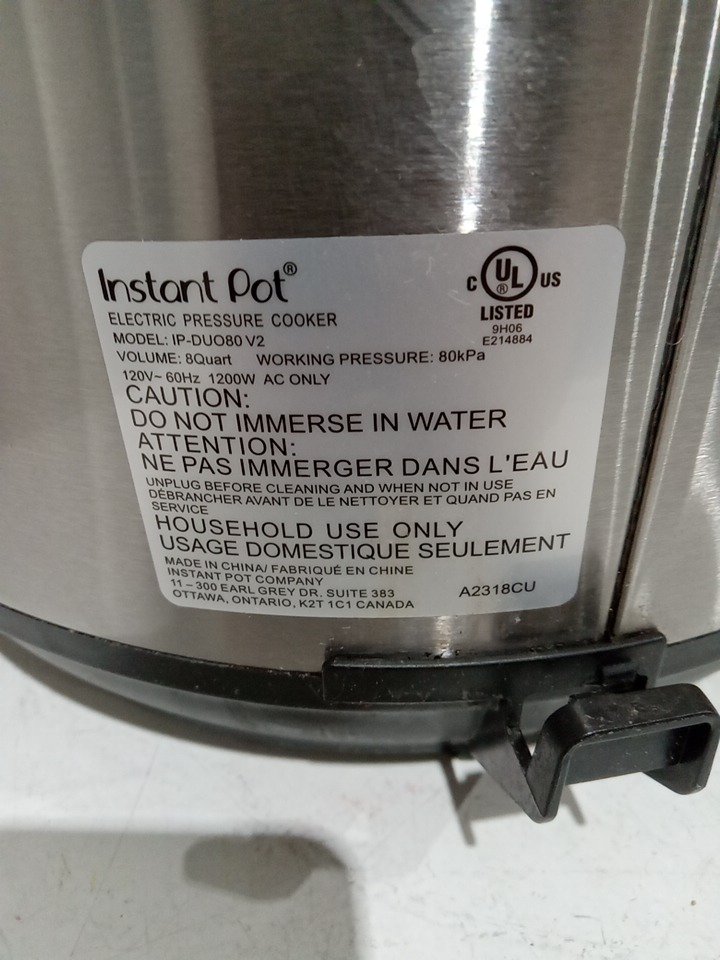 Instant Pot®
C UL ® US
LISTED
9H06
E214884
ELECTRIC PRESSURE COOKER
MODEL: IP-DUO80 V2
VOLUME: 8Quart WORKING PRESSURE: 80kPa
120V~ 60Hz 1200W AC ONLY
CAUTION:
DO NOT IMMERSE IN WATER
ATTENTION:
NE PAS IMMERGER DANS L'EAU
UNPLUG BEFORE CLEANING AND WHEN NOT IN USE
DÉBRANCHER AVANT DE LE NETTOYER ET QUAND PAS EN
SERVICE
HOUSEHOLD USE ONLY
USAGE DOMESTIQUE SEULEMENT
MADE IN CHINA/ FABRIQUÉ EN CHINE
INSTANT POT COMPANY
11-300 EARL GREY DR. SUITE 383
OTTAWA, ONTARIO, K2T 1C1 CANADA
A2318CU